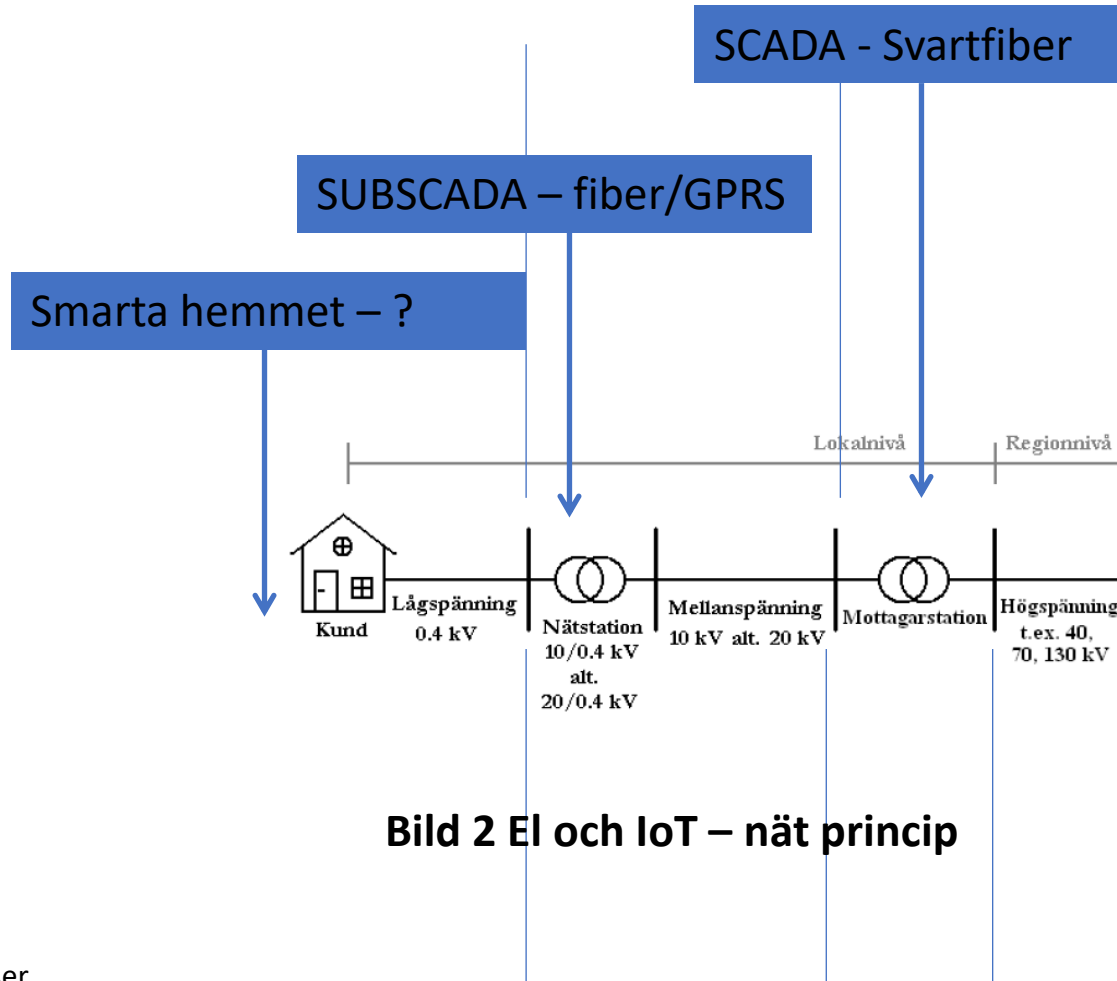 SCADA - Svartfiber
SUBSCADA – fiber/GPRS
Smarta hemmet – ?
Lokalnivå
Regionnivå
Kund
Lågspänning
0.4 kV
Nätstation
10/0.4 kV
alt.
20/0.4 kV
Mellanspänning
10 kV alt. 20 kV
Mottagarstation
Högspänning
t.ex. 40,
70, 130 kV
Bild 2 El och IoT – nät princip
er